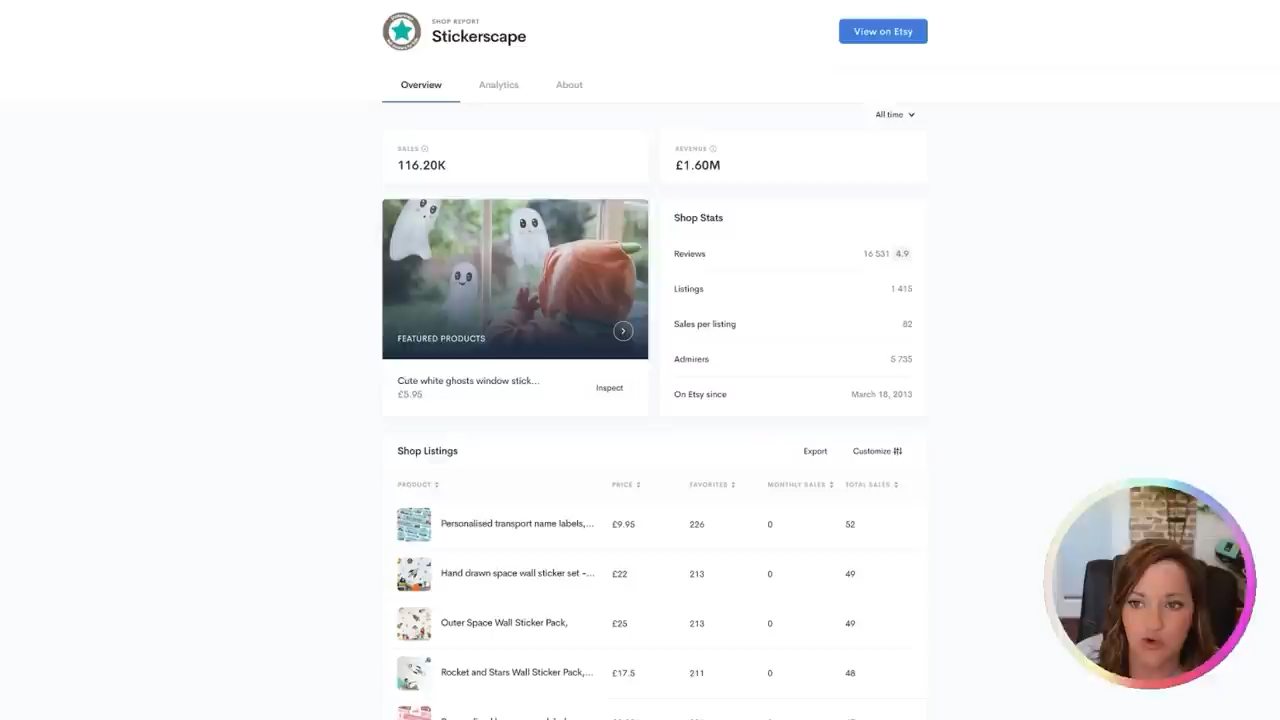 SHOP REPORT
Stickerscape
View on Etsy
Overview
Analytics
About
All time
SALES
116.20K
REVENUE
£1.60M
FEATURED PRODUCTS
Cute white ghosts window stick...
£5.95
Inspect
Shop Stats
Reviews 16 531 4.9
Listings 1 415
Sales per listing 82
Admirers 5 735
On Etsy since March 18, 2013
Shop Listings
Export
Customize
PRODUCT PRICE FAVORITES MONTHLY SALES TOTAL SALES
Personalised transport name labels,... £9.95 226 0 52
Hand drawn space wall sticker set -... £22 213 0 49
Outer Space Wall Sticker Pack, £25 213 0 49
Rocket and Stars Wall Sticker Pack,... £17.5 211 0 48